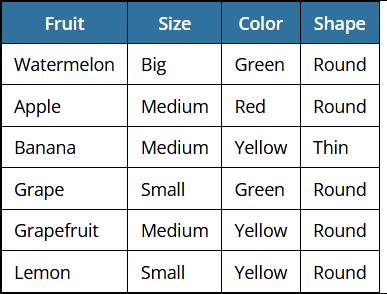 Fruit Size Color Shape
Watermelon Big Green Round
Apple Medium Red Round
Banana Medium Yellow Thin
Grape Small Green Round
Grapefruit Medium Yellow Round
Lemon Small Yellow Round